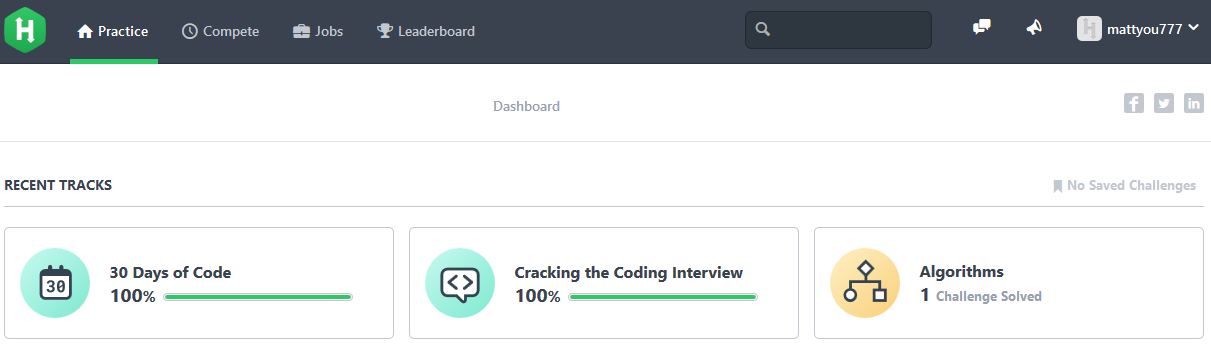 H Practice Compete Jobs Leaderboard mattyou777
Dashboard f in
RECENT TRACKS No Saved Challenges
30 30 Days of Code
100%
Cracking the Coding Interview
100%
Algorithms
1 Challenge Solved